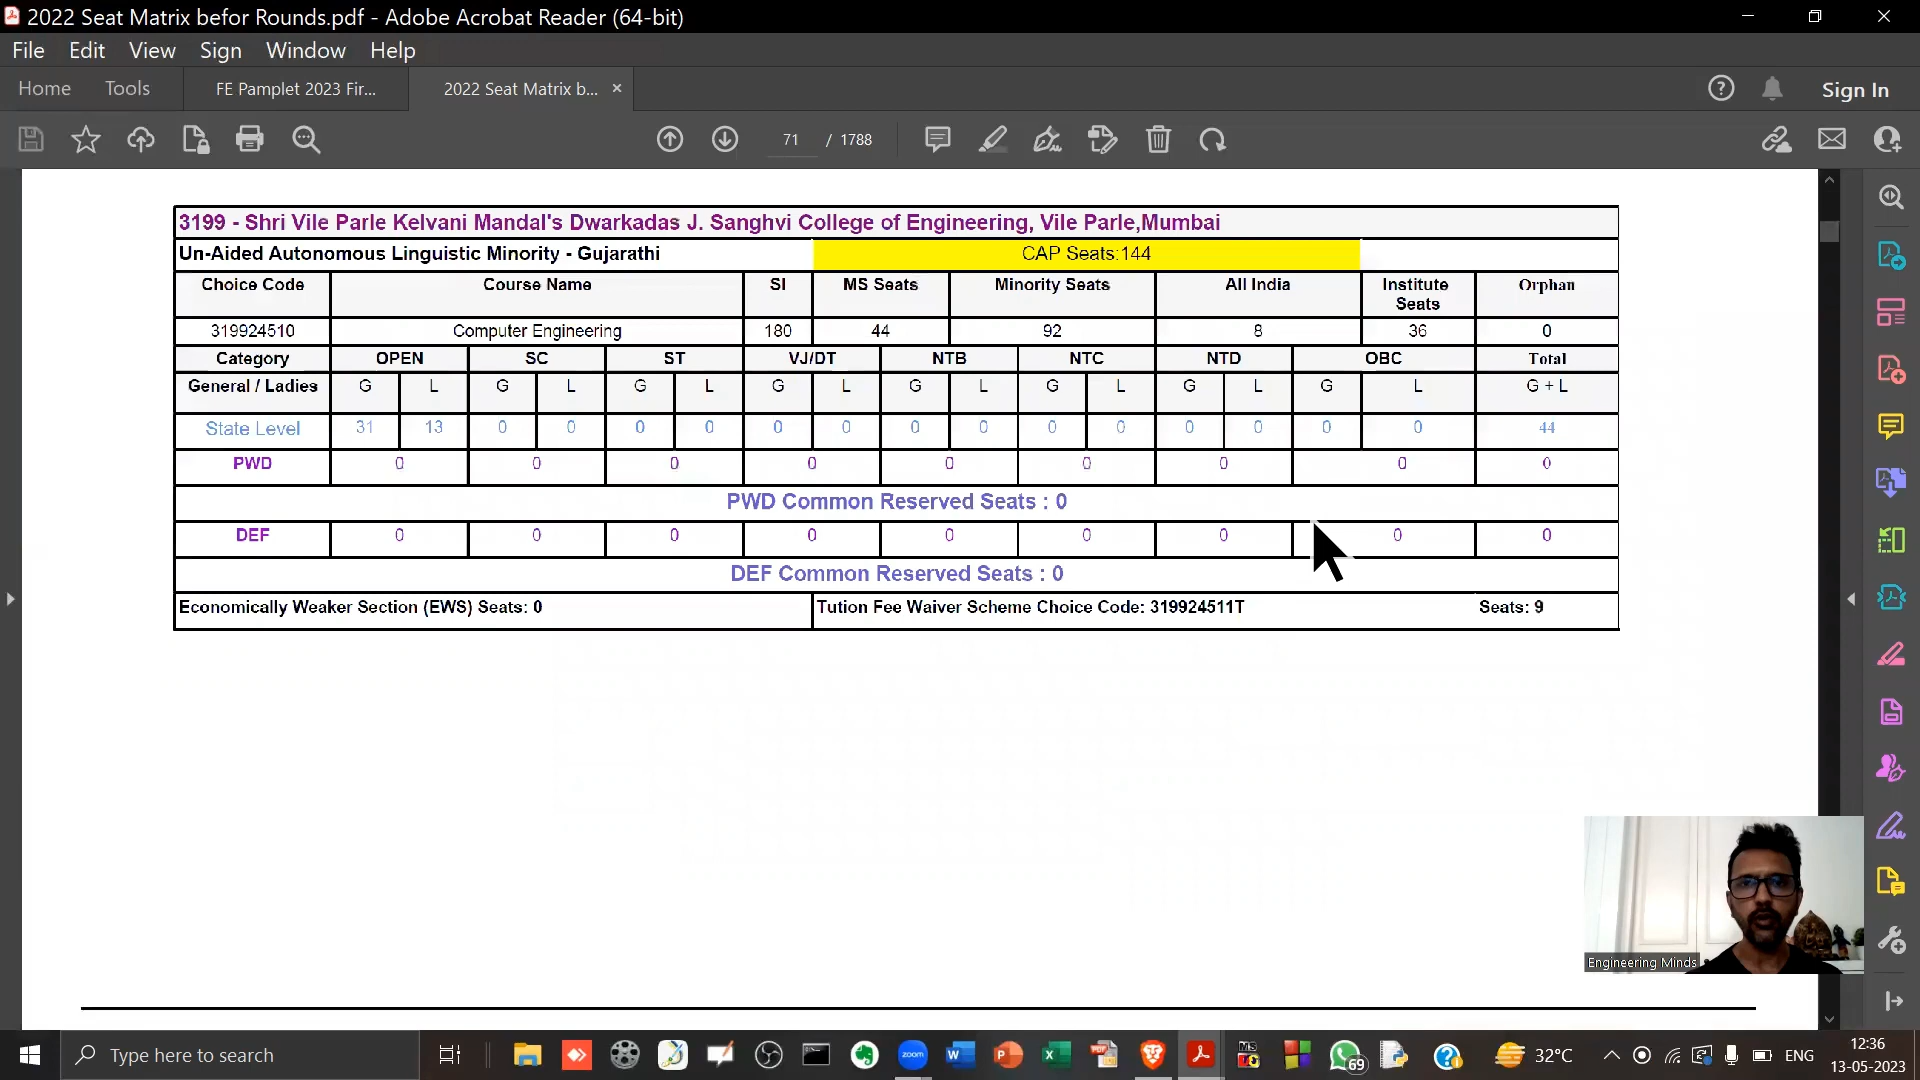 2022 Seat Matrix befor Rounds.pdf - Adobe Acrobat Reader (64-bit)
File Edit View Sign Window Help
Home Tools FE Pamplet 2023 Fir... 2022 Seat Matrix b... × Sign In
71 / 1788
3199 - Shri Vile Parle Kelvani Mandal's Dwarkadas J. Sanghvi College of Engineering, Vile Parle,Mumbai
Un-Aided Autonomous Linguistic Minority - Gujarathi CAP Seats:144
Choice Code Course Name SI MS Seats Minority Seats All India Institute Seats Orphan
319924510 Computer Engineering 180 44 92 8 36 0
Category OPEN SC ST VJ/DT NTB NTC NTD OBC Total
General / Ladies G L G L G L G L G L G L G L G L G + L
State Level 31 13 0 0 0 0 0 0 0 0 0 0 0 0 0 0 44
PWD 0 0 0 0 0 0 0 0 0
PWD Common Reserved Seats : 0
DEF 0 0 0 0 0 0 0 0 0
DEF Common Reserved Seats : 0
Economically Weaker Section (EWS) Seats: 0 Tution Fee Waiver Scheme Choice Code: 319924511T Seats: 9
Engineering Minds
Type here to search zoom 69 32°C ENG 12:36
13-05-2023